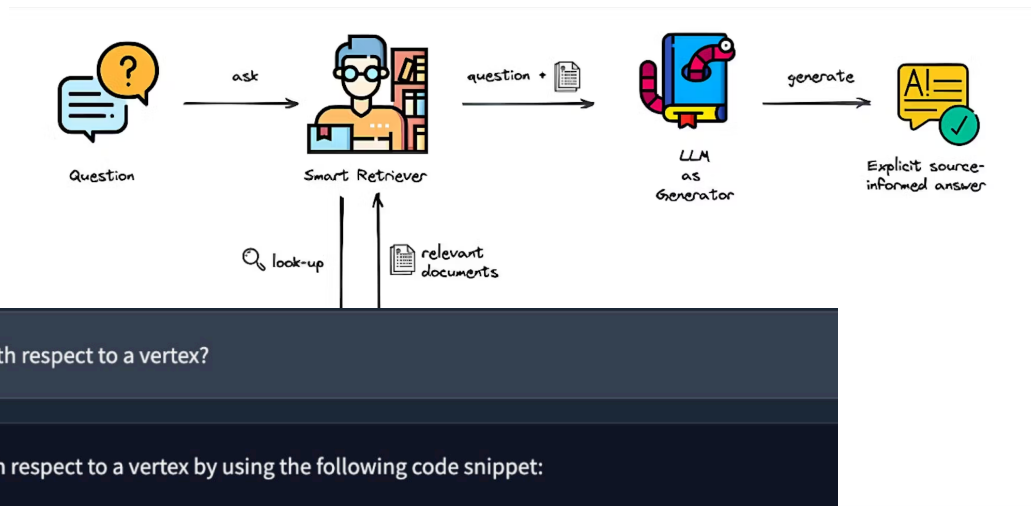 ask
question +
generate
A!
?
Question
Smart Retriever
LLM
as
Generator
Explicit source-
informed answer
look-up
relevant
documents
th respect to a vertex?
respect to a vertex by using the following code snippet: